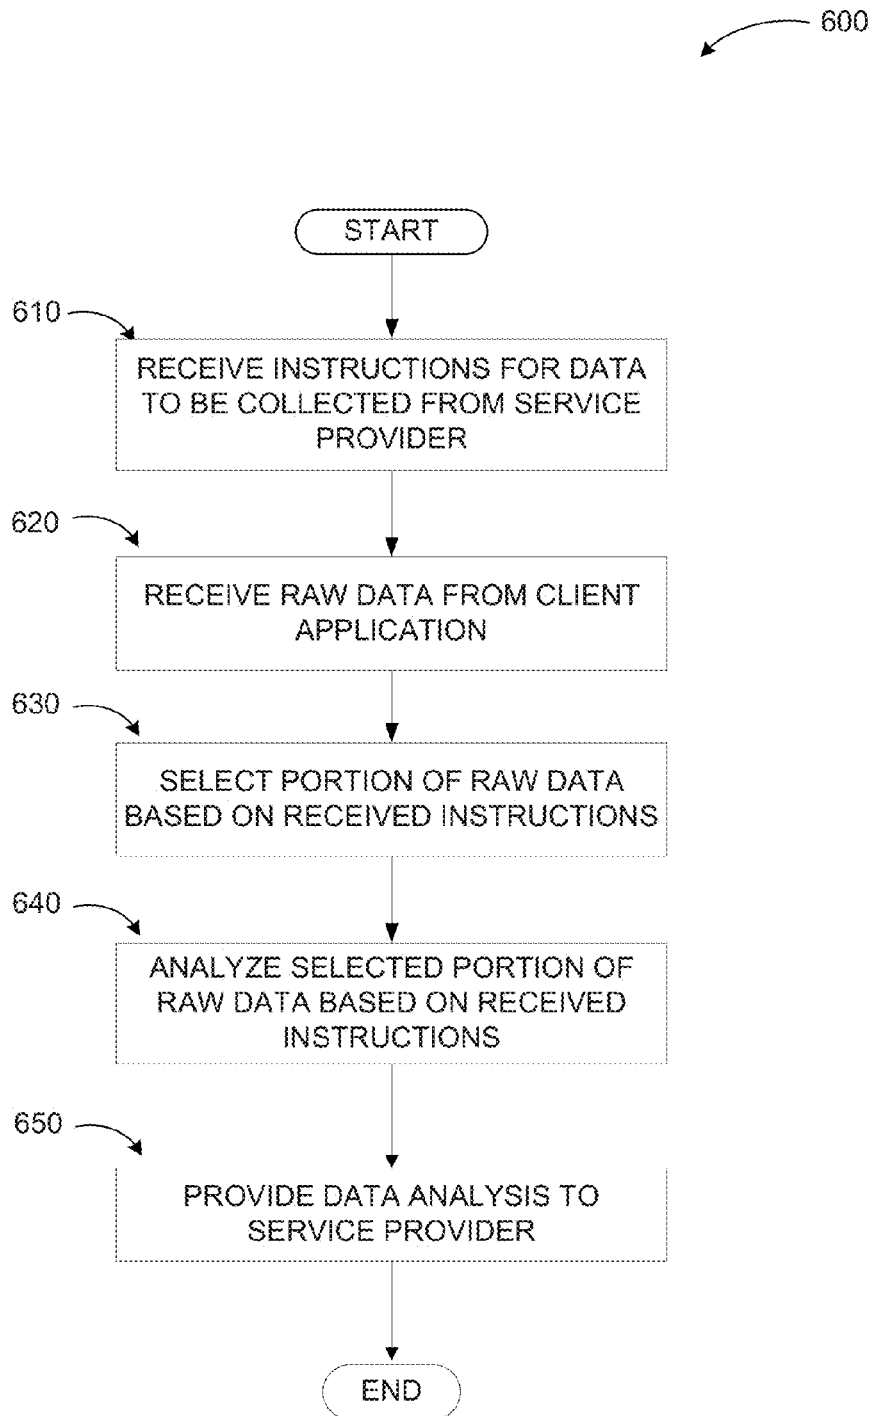 600
START
610
RECEIVE INSTRUCTIONS FOR DATA
TO BE COLLECTED FROM SERVICE
PROVIDER
620
RECEIVE RAW DATA FROM CLIENT
APPLICATION
630
SELECT PORTION OF RAW DATA
BASED ON RECEIVED INSTRUCTIONS
640
ANALYZE SELECTED PORTION OF
RAW DATA BASED ON RECEIVED
INSTRUCTIONS
650
PROVIDE DATA ANALYSIS TO
SERVICE PROVIDER
END